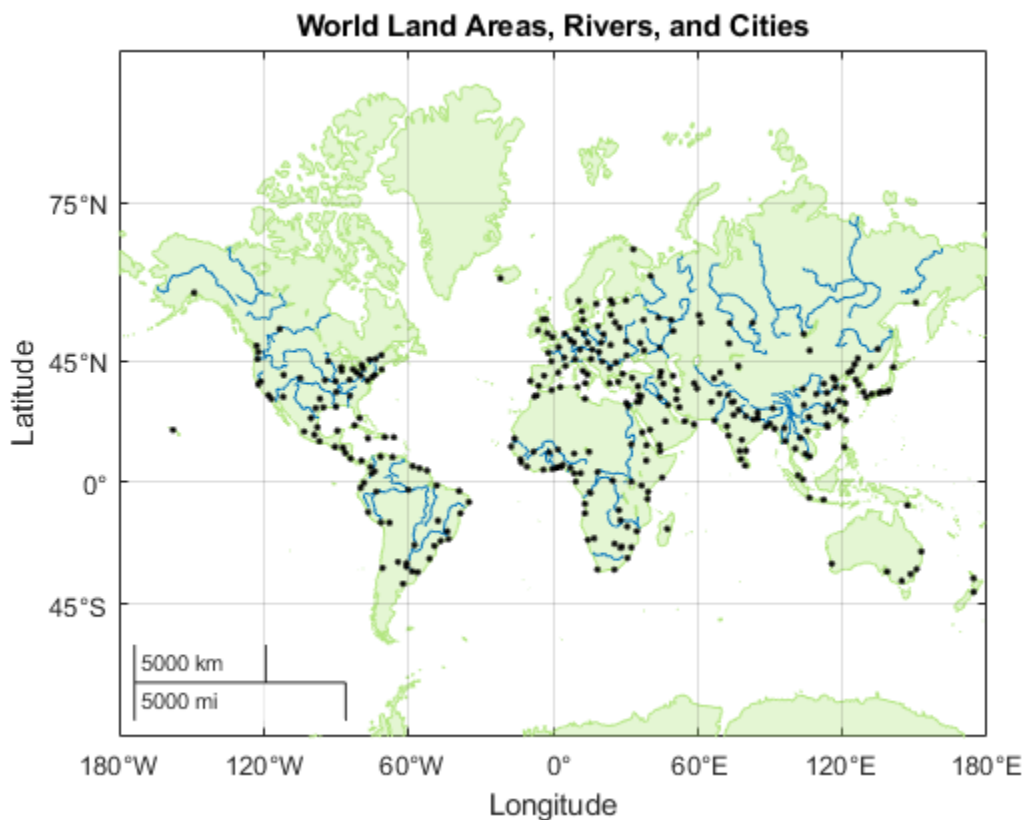 World Land Areas, Rivers, and Cities
Latitude
75°N
45°N
0°
45°S
5000 km
5000 mi
180°W
120°W
60°W
0°
60°E
120°E
180°E
Longitude